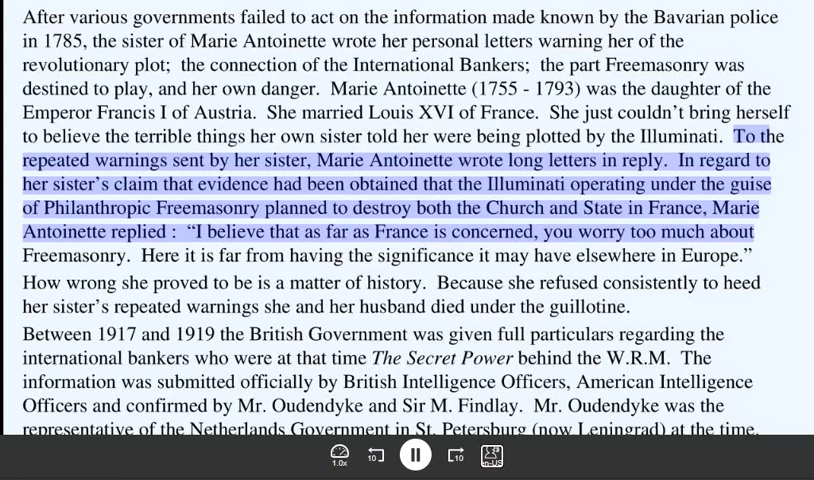 After various governments failed to act on the information made known by the Bavarian police
in 1785, the sister of Marie Antoinette wrote her personal letters warning her of the
revolutionary plot;  the connection of the International Bankers;  the part Freemasonry was
destined to play, and her own danger.  Marie Antoinette (1755 - 1793) was the daughter of the
Emperor Francis I of Austria.  She married Louis XVI of France.  She just couldn't bring herself
to believe the terrible things her own sister told her were being plotted by the Illuminati.  To the
repeated warnings sent by her sister, Marie Antoinette wrote long letters in reply.  In regard to
her sister's claim that evidence had been obtained that the Illuminati operating under the guise
of Philanthropic Freemasonry planned to destroy both the Church and State in France, Marie
Antoinette replied :  “I believe that as far as France is concerned, you worry too much about
Freemasonry.  Here it is far from having the significance it may have elsewhere in Europe.”
How wrong she proved to be is a matter of history.  Because she refused consistently to heed
her sister's repeated warnings she and her husband died under the guillotine.
Between 1917 and 1919 the British Government was given full particulars regarding the
international bankers who were at that time The Secret Power behind the W.R.M.  The
information was submitted officially by British Intelligence Officers, American Intelligence
Officers and confirmed by Mr. Oudendyke and Sir M. Findlay.  Mr. Oudendyke was the
representative of the Netherlands Government in St. Petersburg (now Leningrad) at the time.
1.0x
10
10
en-US